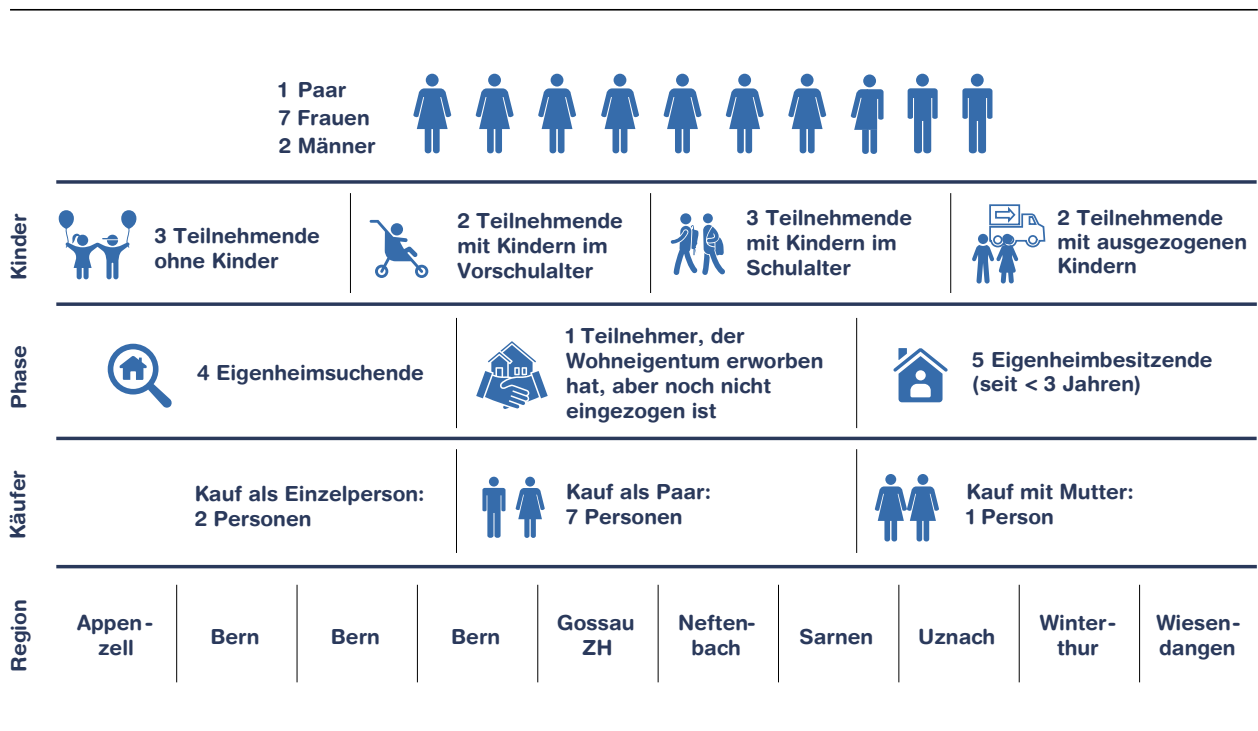 1 Paar
7 Frauen
2 Männer
Kinder
3 Teilnehmende
ohne Kinder
2 Teilnehmende
mit Kindern im
Vorschulalter
3 Teilnehmende
mit Kindern im
Schulalter
2 Teilnehmende
mit ausgezogenen
Kindern
Phase
4 Eigenheimsuchende
1 Teilnehmer, der
Wohneigentum erworben
hat, aber noch nicht
eingezogen ist
5 Eigenheimbesitzende
(seit < 3 Jahren)
Käufer
Kauf als Einzelperson:
2 Personen
Kauf als Paar:
7 Personen
Kauf mit Mutter:
1 Person
Region
Appen-
zell
Bern
Bern
Bern
Gossau
ZH
Neften-
bach
Sarnen
Uznach
Winter-
thur
Wiesen-
dangen